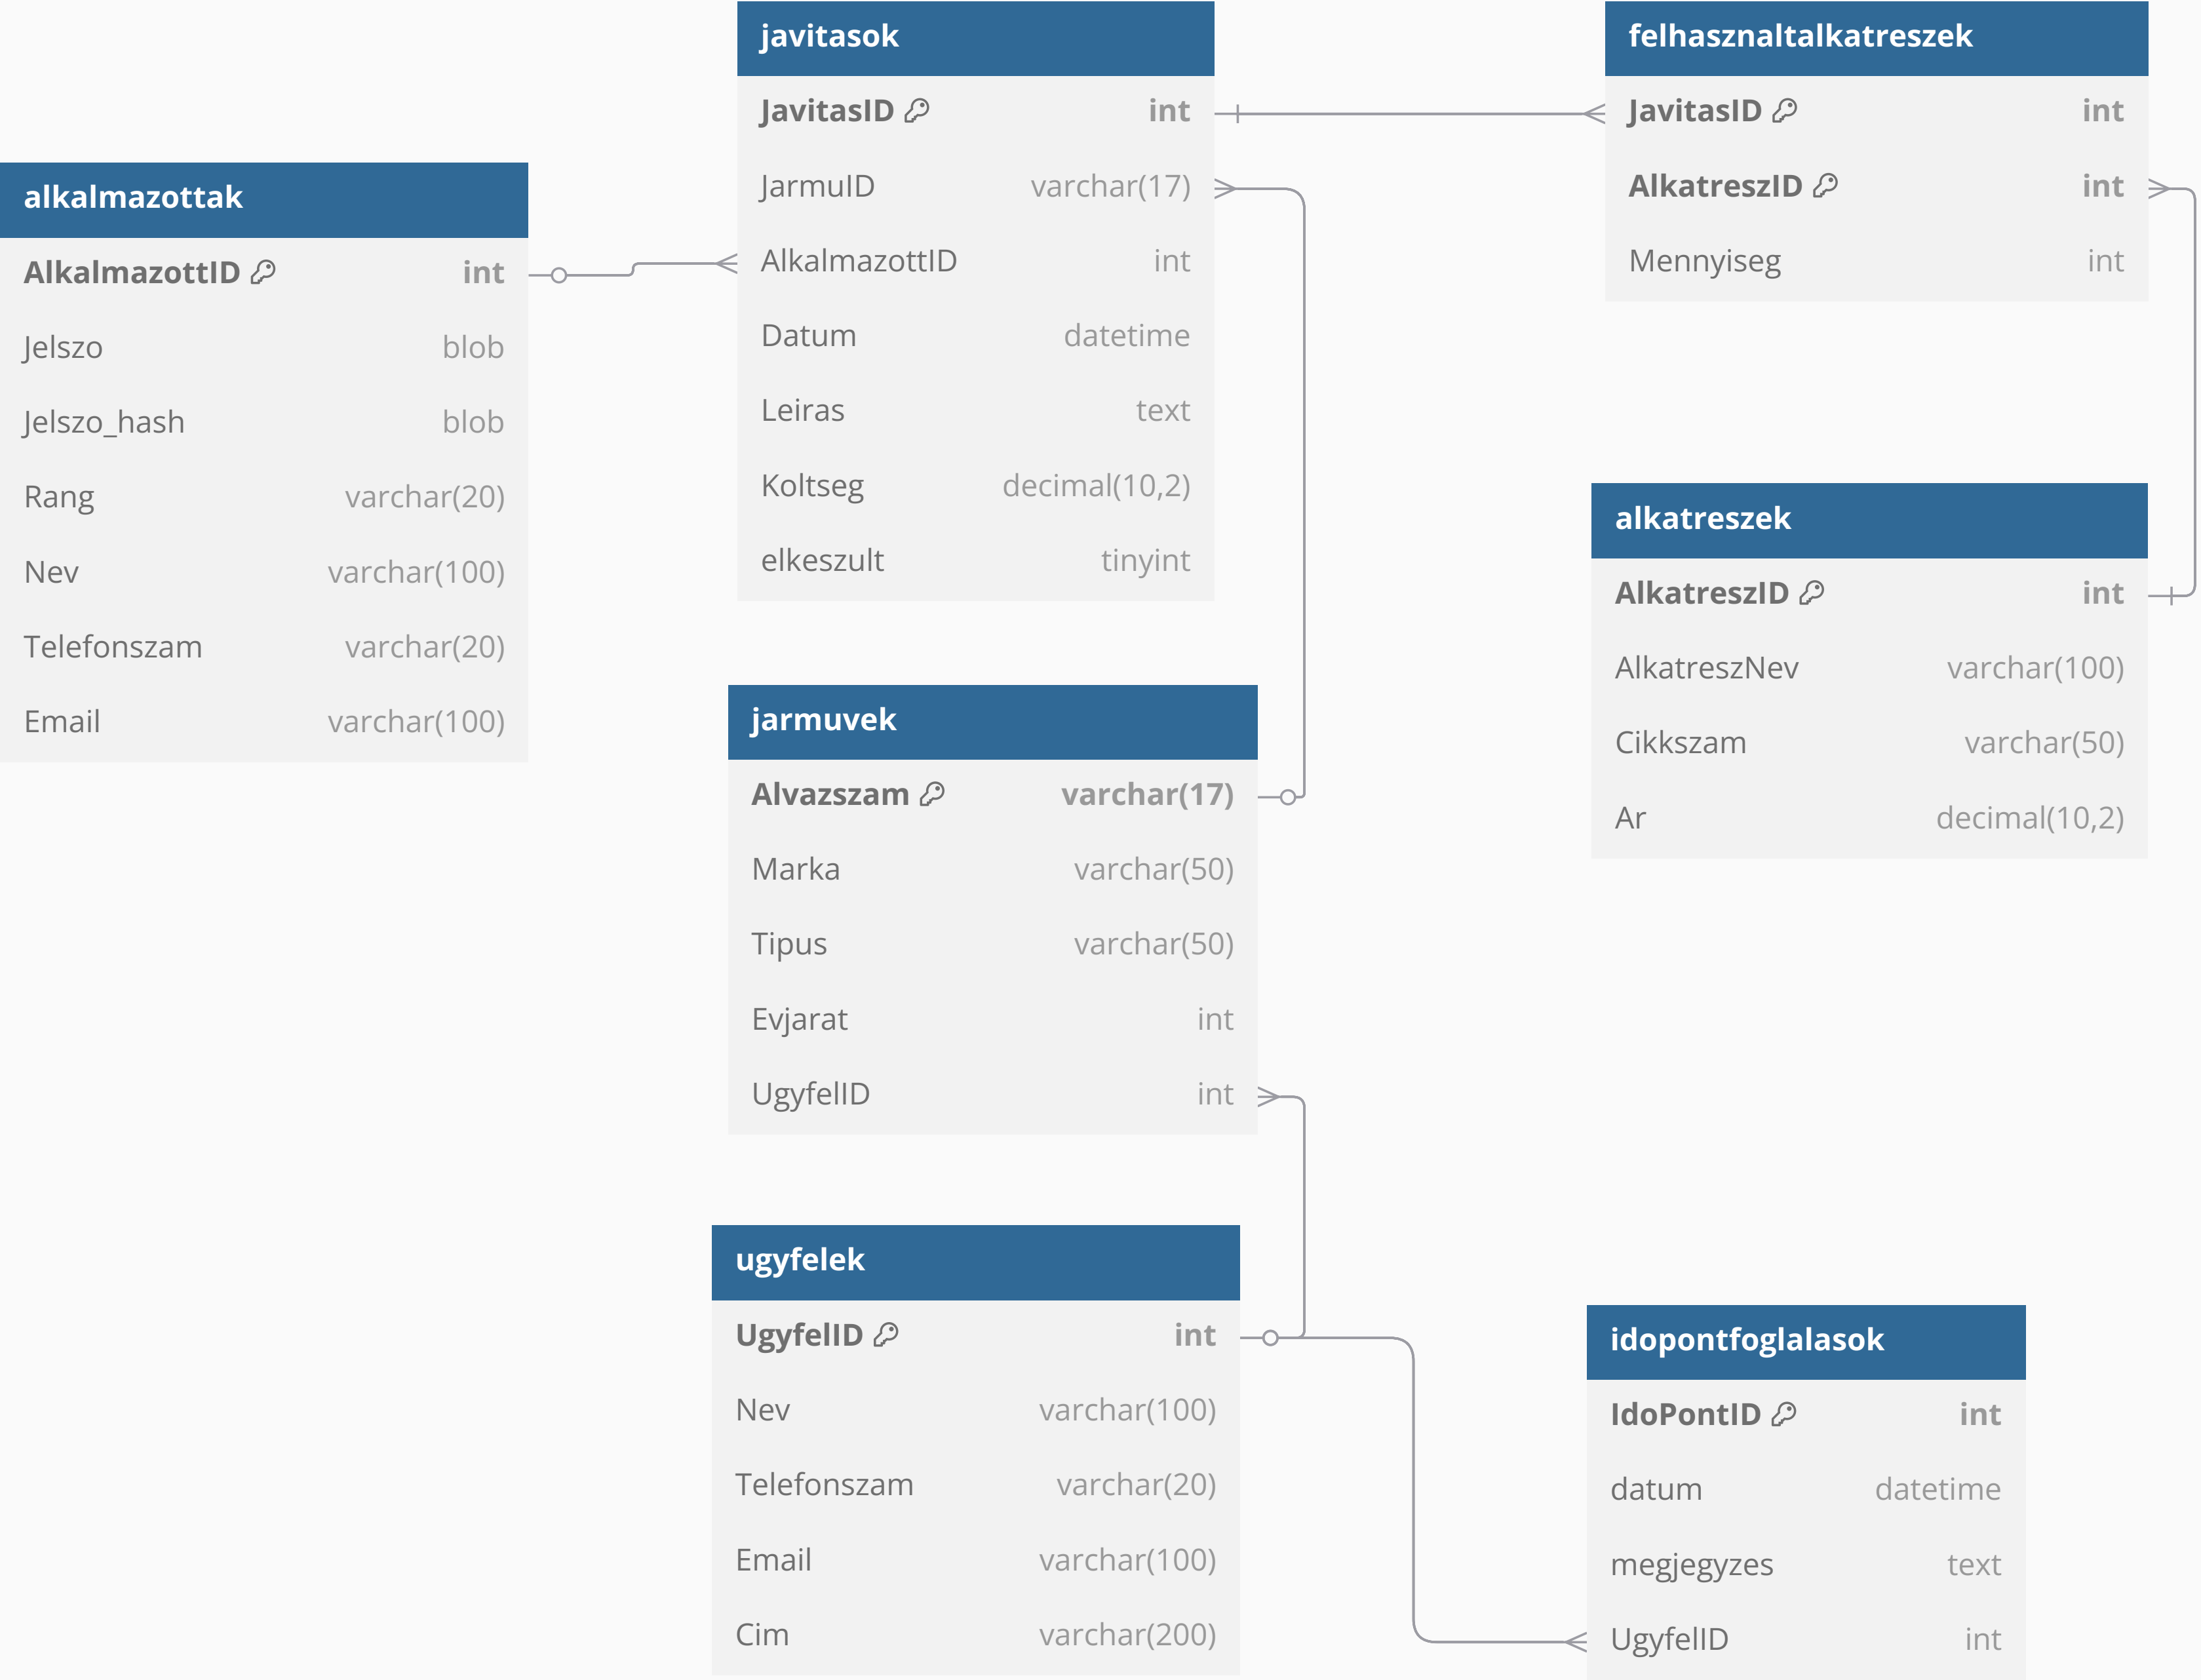 javitasok
JavitasID int
JarmuID varchar(17)
AlkalmazottID int
Datum datetime
Leiras text
Koltseg decimal(10,2)
elkeszult tinyint
felhasznaltalkatreszek
JavitasID int
AlkatreszID int
Mennyiseg int
alkalmazottak
AlkalmazottID int
Jelszo blob
Jelszo_hash blob
Rang varchar(20)
Nev varchar(100)
Telefonszam varchar(20)
Email varchar(100)
alkatreszek
AlkatreszID int
AlkatreszNev varchar(100)
Cikkszam varchar(50)
Ar decimal(10,2)
jarmuvek
Alvazszam varchar(17)
Marka varchar(50)
Tipus varchar(50)
Evjarat int
UgyfelID int
ugyfelek
UgyfelID int
Nev varchar(100)
Telefonszam varchar(20)
Email varchar(100)
Cim varchar(200)
idopontfoglalasok
IdoPontID int
datum datetime
megjegyzes text
UgyfelID int